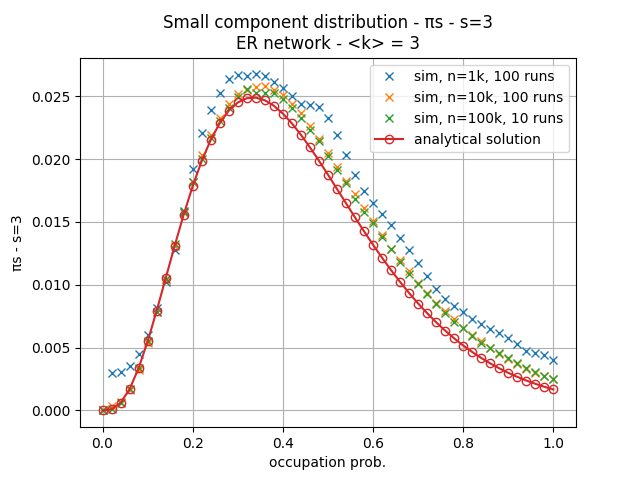 Small component distribution - πs - s=3
ER network - <k> = 3
sim, n=1k, 100 runs
sim, n=10k, 100 runs
sim, n=100k, 10 runs
analytical solution
πs - s=3
0.025
0.020
0.015
0.010
0.005
0.000
0.0 0.2 0.4 0.6 0.8 1.0
occupation prob.